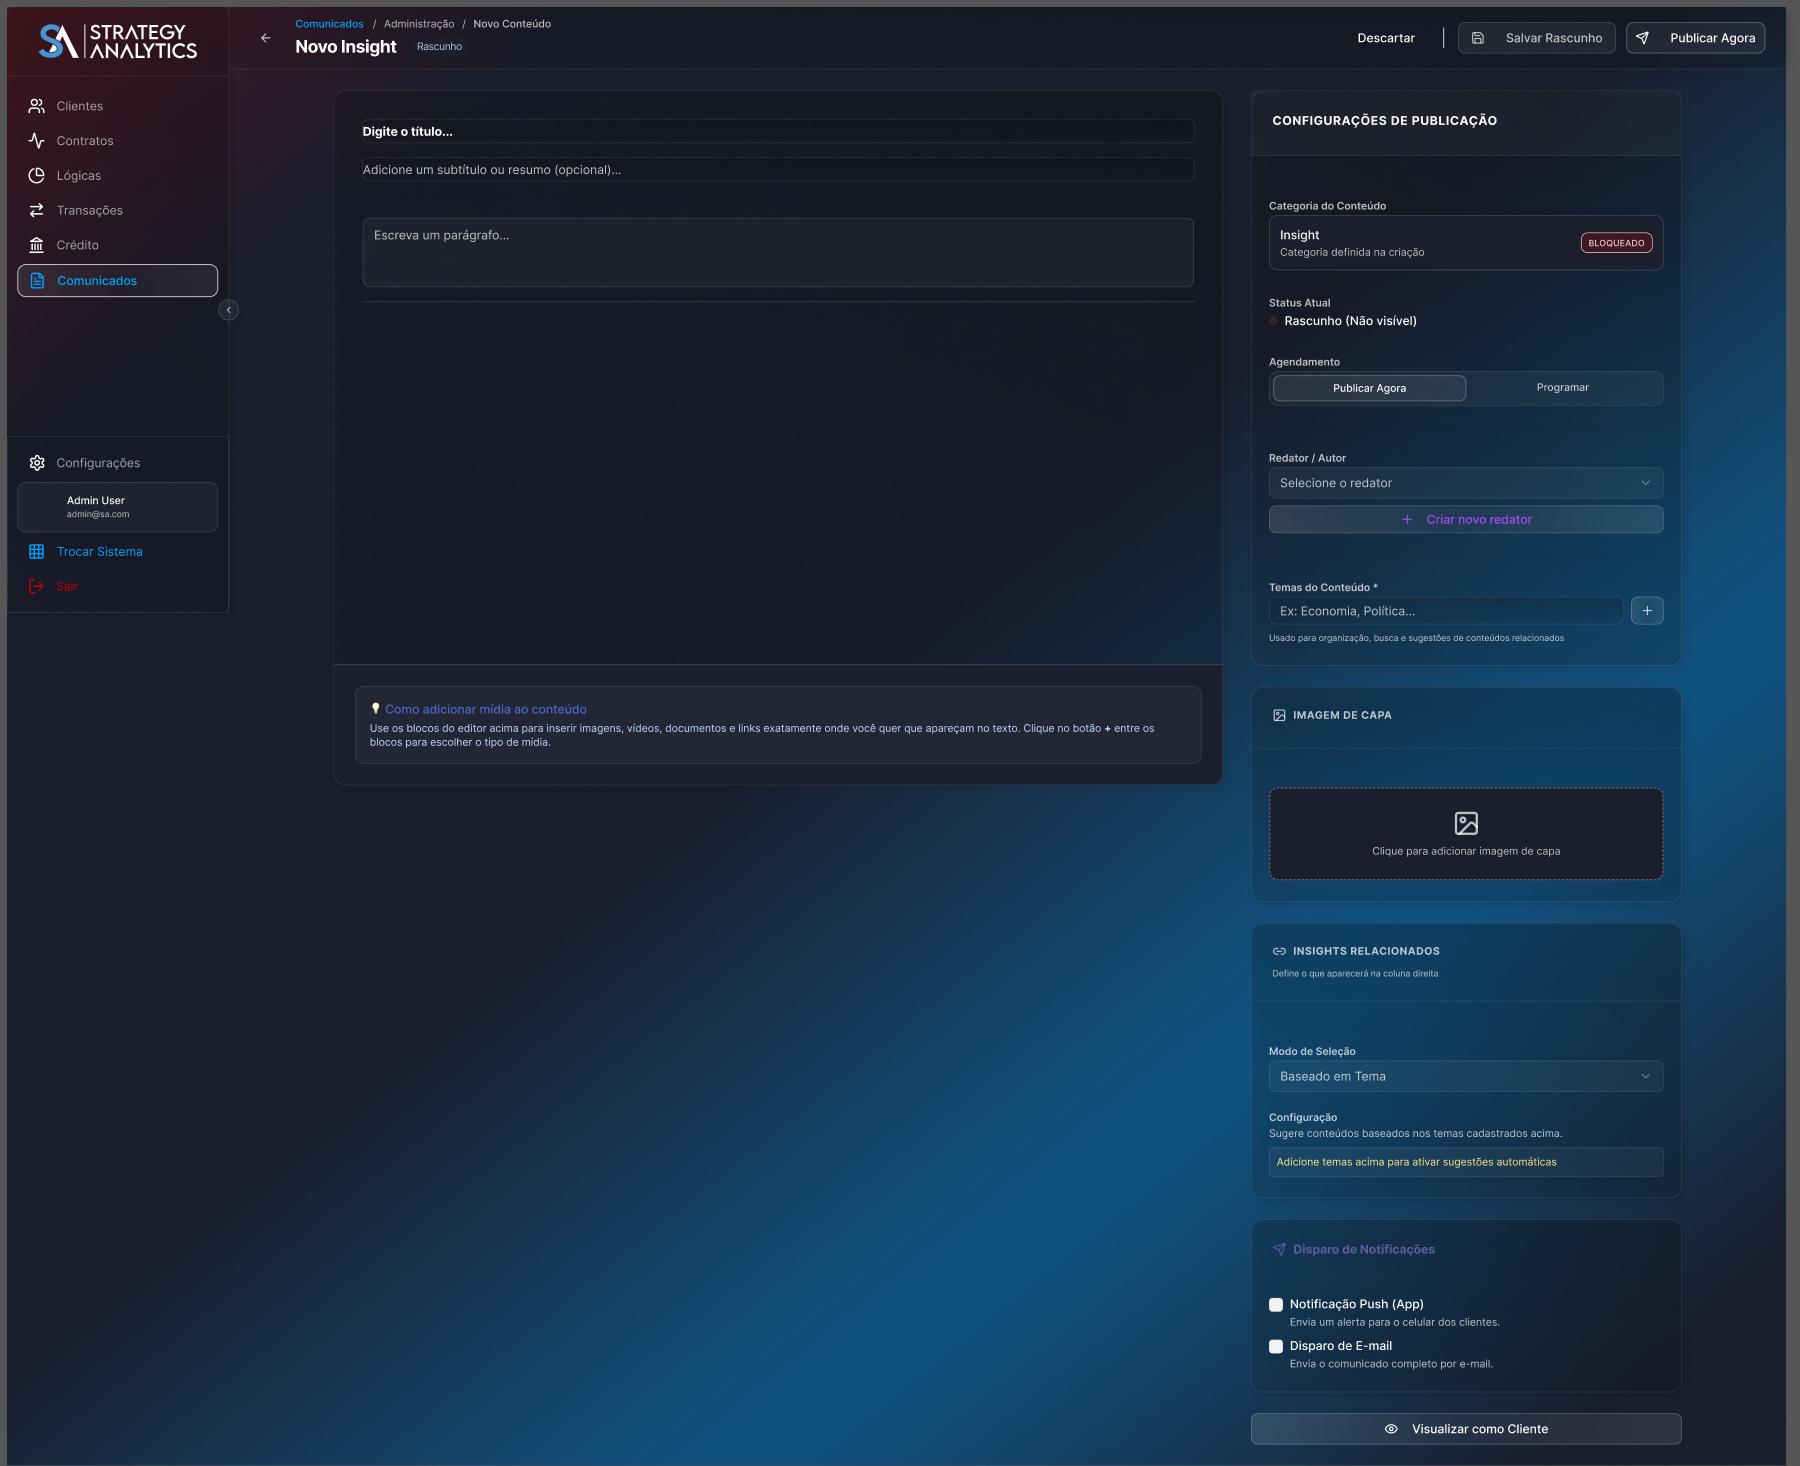 STRATEGY
ANALYTICS
Clientes
Contratos
Lógicas
Transações
Crédito
Comunicados
Configurações
Admin User
admin@sa.com
Trocar Sistema
Sair
Comunicados / Administração / Novo Conteúdo
Novo Insight Rascunho
Descartar
Salvar Rascunho
Publicar Agora
Digite o título...
Adicione um subtítulo ou resumo (opcional)...
Escreva um parágrafo...
Como adicionar mídia ao conteúdo
Use os blocos do editor acima para inserir imagens, vídeos, documentos e links exatamente onde você quer que apareçam no texto. Clique no botão + entre os
blocos para escolher o tipo de mídia.
CONFIGURAÇÕES DE PUBLICAÇÃO
Categoria do Conteúdo
Insight
Categoria definida na criação
BLOQUEADO
Status Atual
Rascunho (Não visível)
Agendamento
Publicar Agora
Programar
Redator / Autor
Selecione o redator
+ Criar novo redator
Temas do Conteúdo *
Ex: Economia, Política...
+
Usado para organização, busca e sugestões de conteúdos relacionados
IMAGEM DE CAPA
Clique para adicionar imagem de capa
INSIGHTS RELACIONADOS
Define o que aparecerá na coluna direita
Modo de Seleção
Baseado em Tema
Configuração
Sugere conteúdos baseados nos temas cadastrados acima.
Adicione temas acima para ativar sugestões automáticas
Disparo de Notificações
Notificação Push (App)
Envia um alerta para o celular dos clientes.
Disparo de E-mail
Envia o comunicado completo por e-mail.
Visualizar como Cliente